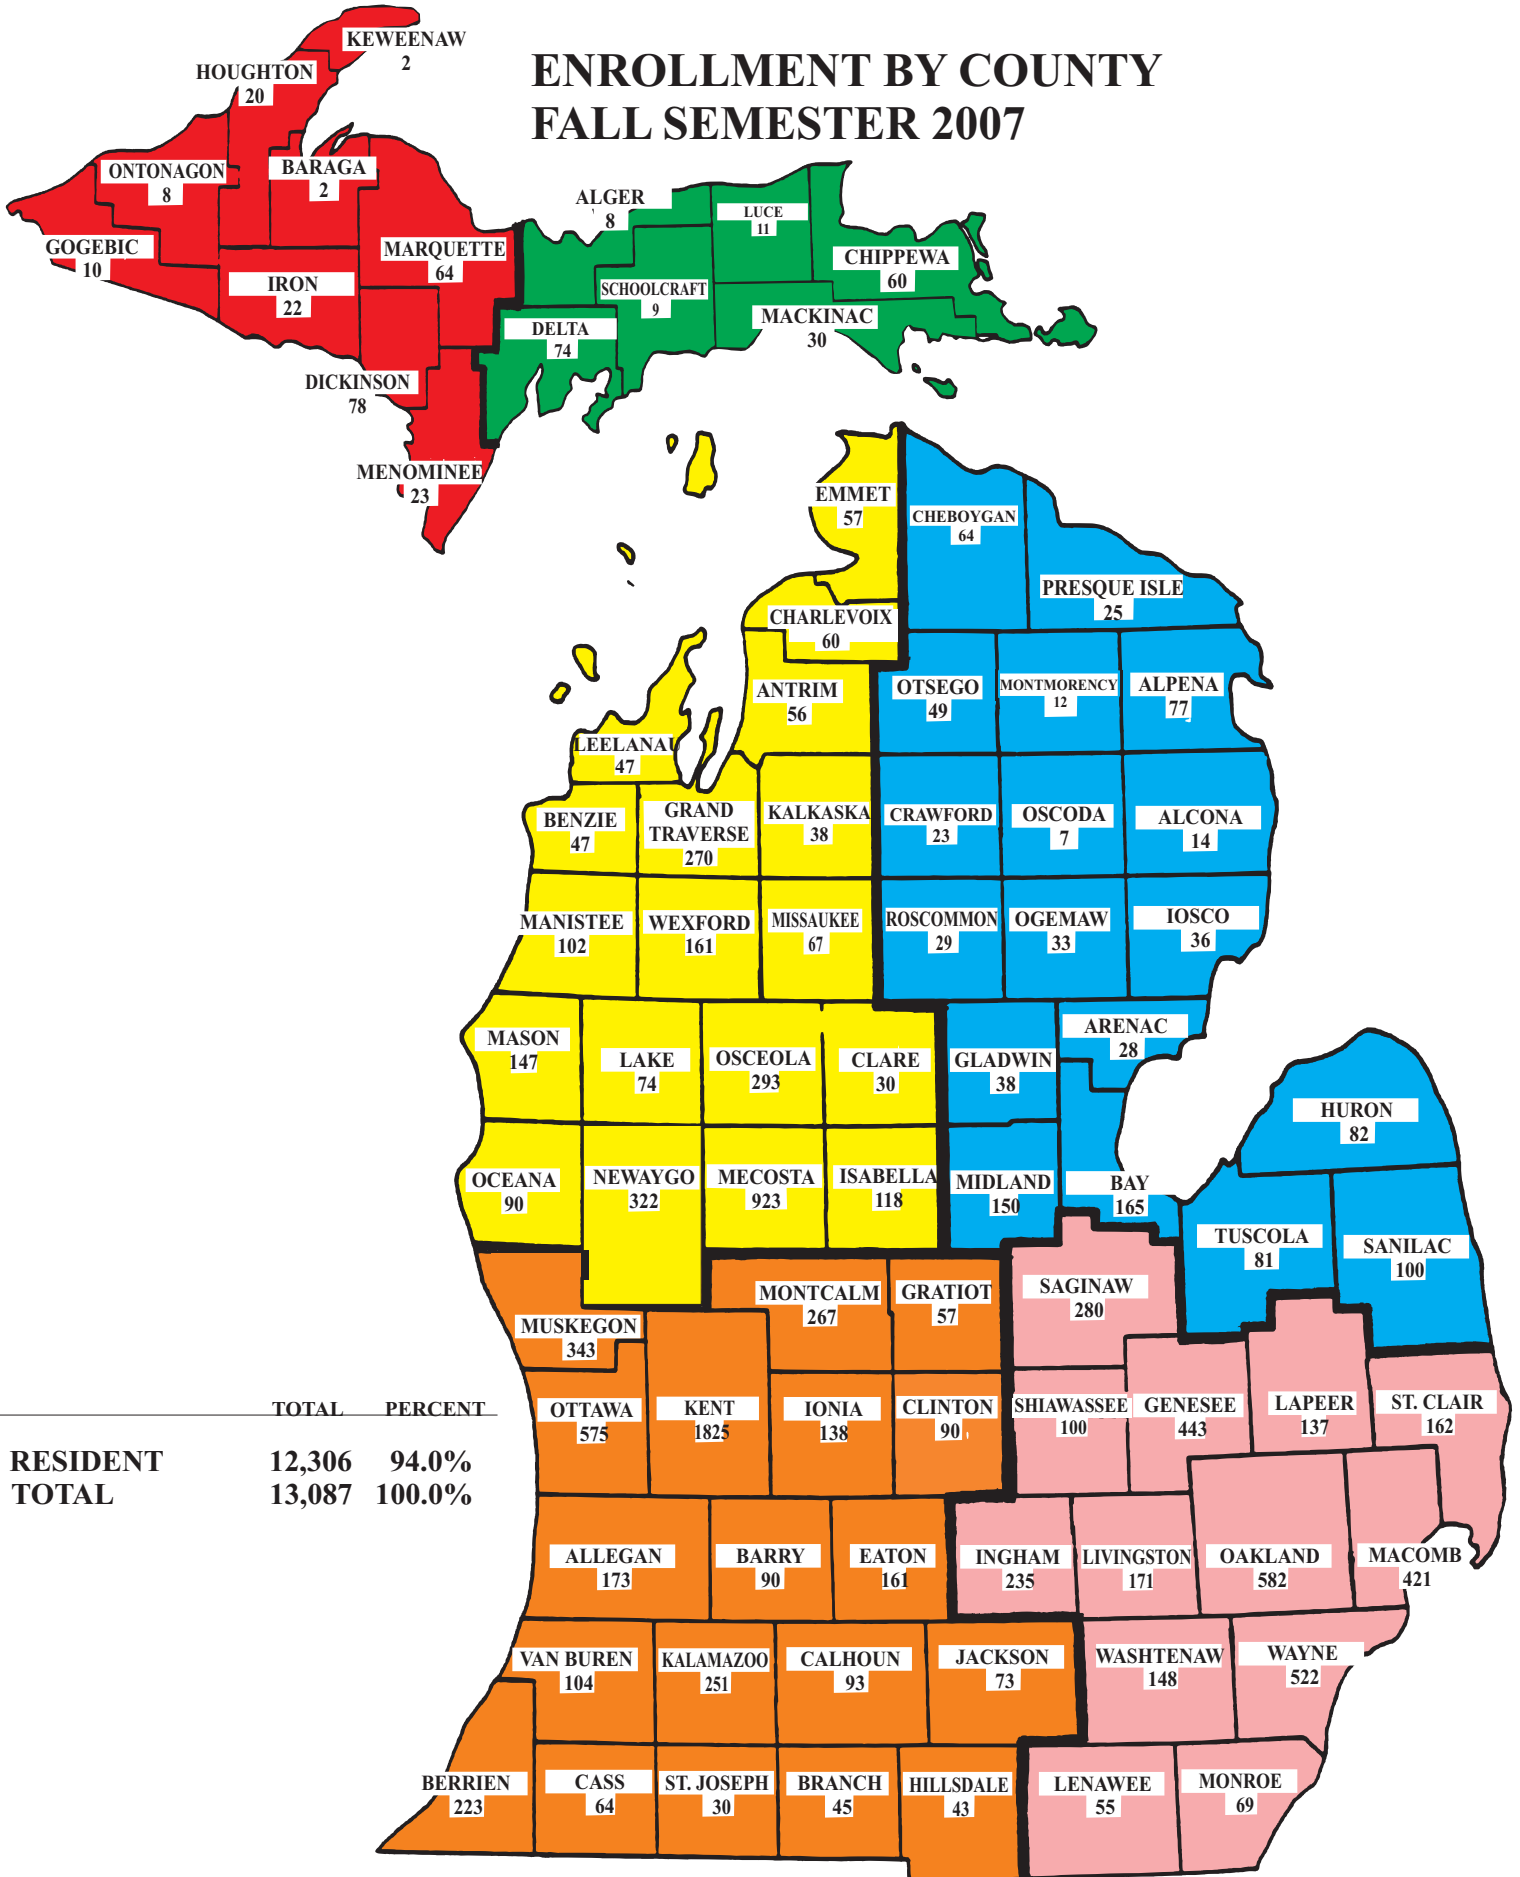 ENROLLMENT BY COUNTY
FALL SEMESTER 2007
KEWEENAW
2
HOUGHTON
20
ONTONAGON
8
BARAGA
2
GOGEBIC
10
MARQUETTE
64
IRON
22
DICKINSON
78
MENOMINEE
23
ALGER
8
LUCE
11
CHIPPEWA
60
SCHOOLCRAFT
9
MACKINAC
30
DELTA
74
EMMET
57
CHEBOYGAN
64
PRESQUE ISLE
25
CHARLEVOIX
60
ANTRIM
56
OTSEGO
49
MONTMORENCY
12
ALPENA
77
LEELANAU
47
BENZIE
47
GRAND
TRAVERSE
270
KALKASKA
38
CRAWFORD
23
OSCODA
7
ALCONA
14
MANISTEE
102
WEXFORD
161
MISSAUKEE
67
ROSCOMMON
29
OGEMAW
33
IOSCO
36
MASON
147
LAKE
74
OSCEOLA
293
CLARE
30
GLADWIN
38
ARENAC
28
HURON
82
OCEANA
90
NEWAYGO
322
MECOSTA
923
ISABELLA
118
MIDLAND
150
BAY
165
TUSCOLA
81
SANILAC
100
MUSKEGON
343
MONTCALM
267
GRATIOT
57
SAGINAW
280
OTTAWA
575
KENT
1825
IONIA
138
CLINTON
90
SHIAWASSEE
100
GENESEE
443
LAPEER
137
ST. CLAIR
162
TOTAL PERCENT
RESIDENT 12,306 94.0%
TOTAL 13,087 100.0%
ALLEGAN
173
BARRY
90
EATON
161
INGHAM
235
LIVINGSTON
171
OAKLAND
582
MACOMB
421
VAN BUREN
104
KALAMAZOO
251
CALHOUN
93
JACKSON
73
WASHTENAW
148
WAYNE
522
BERRIEN
223
CASS
64
ST. JOSEPH
30
BRANCH
45
HILLSDALE
43
LENAWEE
55
MONROE
69